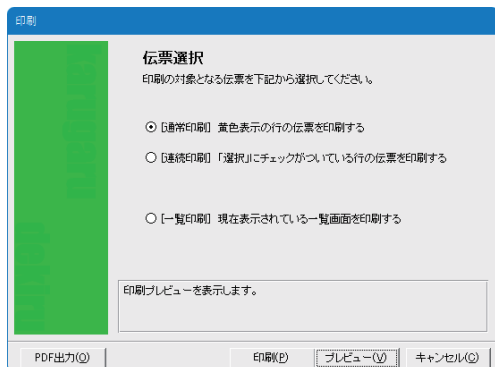 印刷
伝票選択
印刷の対象となる伝票を下記から選択してください。
[通常印刷] 黄色表示の行の伝票を印刷する
[連続印刷] 「選択」にチェックがついている行の伝票を印刷する
[一覧印刷] 現在表示されている一覧画面を印刷する
印刷プレビューを表示します。
PDF出力(O) 印刷(P) プレビュー(V) キャンセル(C)